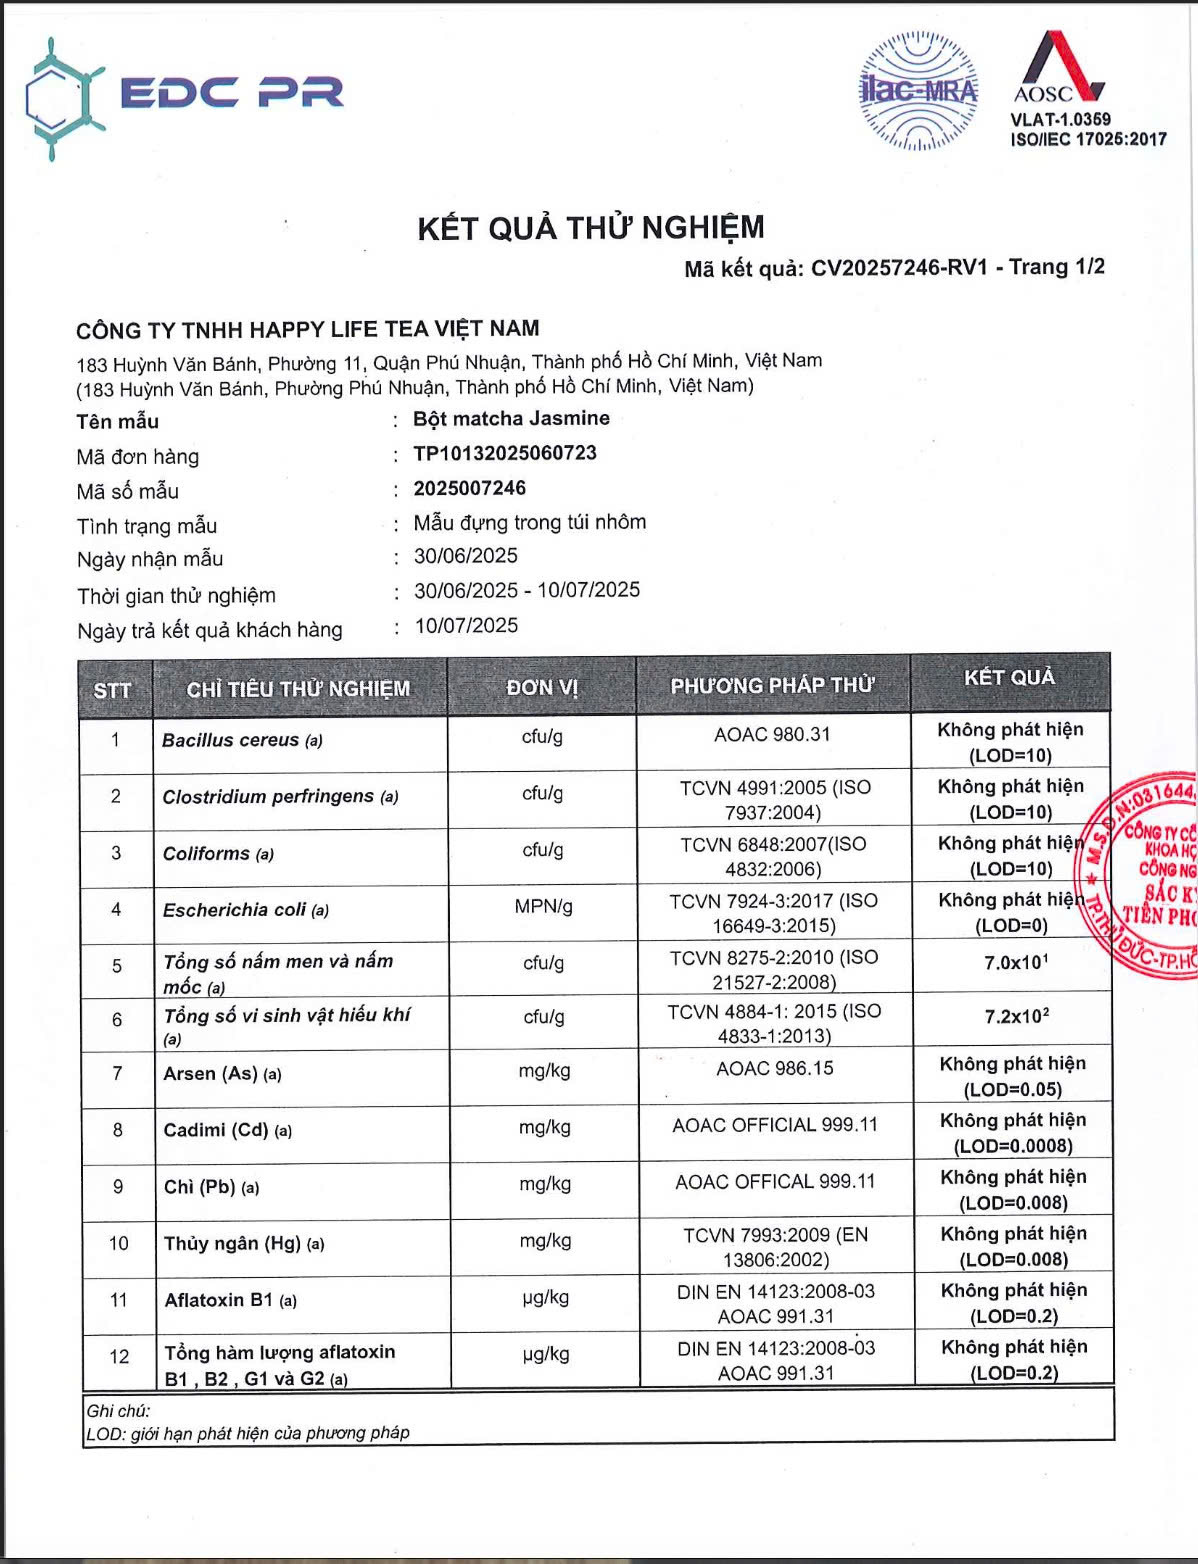 EDC PR
ilac-MRA
AOSC
VLAT-1.0359
ISO/IEC 17025:2017
KẾT QUẢ THỬ NGHIỆM
Mã kết quả: CV20257246-RV1 - Trang 1/2
CÔNG TY TNHH HAPPY LIFE TEA VIỆT NAM
183 Huỳnh Văn Bánh, Phường 11, Quận Phú Nhuận, Thành phố Hồ Chí Minh, Việt Nam
(183 Huỳnh Văn Bánh, Phường Phú Nhuận, Thành phố Hồ Chí Minh, Việt Nam)
Tên mẫu : Bột matcha Jasmine
Mã đơn hàng : TP10132025060723
Mã số mẫu : 2025007246
Tình trạng mẫu : Mẫu đựng trong túi nhôm
Ngày nhận mẫu : 30/06/2025
Thời gian thử nghiệm : 30/06/2025 - 10/07/2025
Ngày trả kết quả khách hàng : 10/07/2025
STT CHỈ TIÊU THỬ NGHIỆM ĐƠN VỊ PHƯƠNG PHÁP THỬ KẾT QUẢ
1 Bacillus cereus (a) cfu/g AOAC 980.31 Không phát hiện
(LOD=10)
2 Clostridium perfringens (a) cfu/g TCVN 4991:2005 (ISO Không phát hiện
7937:2004) (LOD=10)
3 Coliforms (a) cfu/g TCVN 6848:2007(ISO Không phát hiện
4832:2006) (LOD=10)
4 Escherichia coli (a) MPN/g TCVN 7924-3:2017 (ISO Không phát hiện
16649-3:2015) (LOD=0)
5 Tổng số nấm men và nấm cfu/g TCVN 8275-2:2010 (ISO 7.0x10¹
mốc (a) 21527-2:2008)
6 Tổng số vi sinh vật hiếu khí cfu/g TCVN 4884-1: 2015 (ISO 7.2x10²
(a) 4833-1:2013)
7 Arsen (As) (a) mg/kg AOAC 986.15 Không phát hiện
(LOD=0.05)
8 Cadimi (Cd) (a) mg/kg AOAC OFFICIAL 999.11 Không phát hiện
(LOD=0.0008)
9 Chì (Pb) (a) mg/kg AOAC OFFICAL 999.11 Không phát hiện
(LOD=0.008)
10 Thủy ngân (Hg) (a) mg/kg TCVN 7993:2009 (EN Không phát hiện
13806:2002) (LOD=0.008)
11 Aflatoxin B1 (a) µg/kg DIN EN 14123:2008-03 Không phát hiện
AOAC 991.31 (LOD=0.2)
12 Tổng hàm lượng aflatoxin µg/kg DIN EN 14123:2008-03 Không phát hiện
B1 , B2 , G1 và G2 (a) AOAC 991.31 (LOD=0.2)
Ghi chú:
LOD: giới hạn phát hiện của phương pháp
M.S.D.N:031644
CÔNG TY CỔ
KHOA HỌ
CÔNG NG
SẮC K
TIÊN PHO
TP.THỦ ĐỨC-TP.HỒ